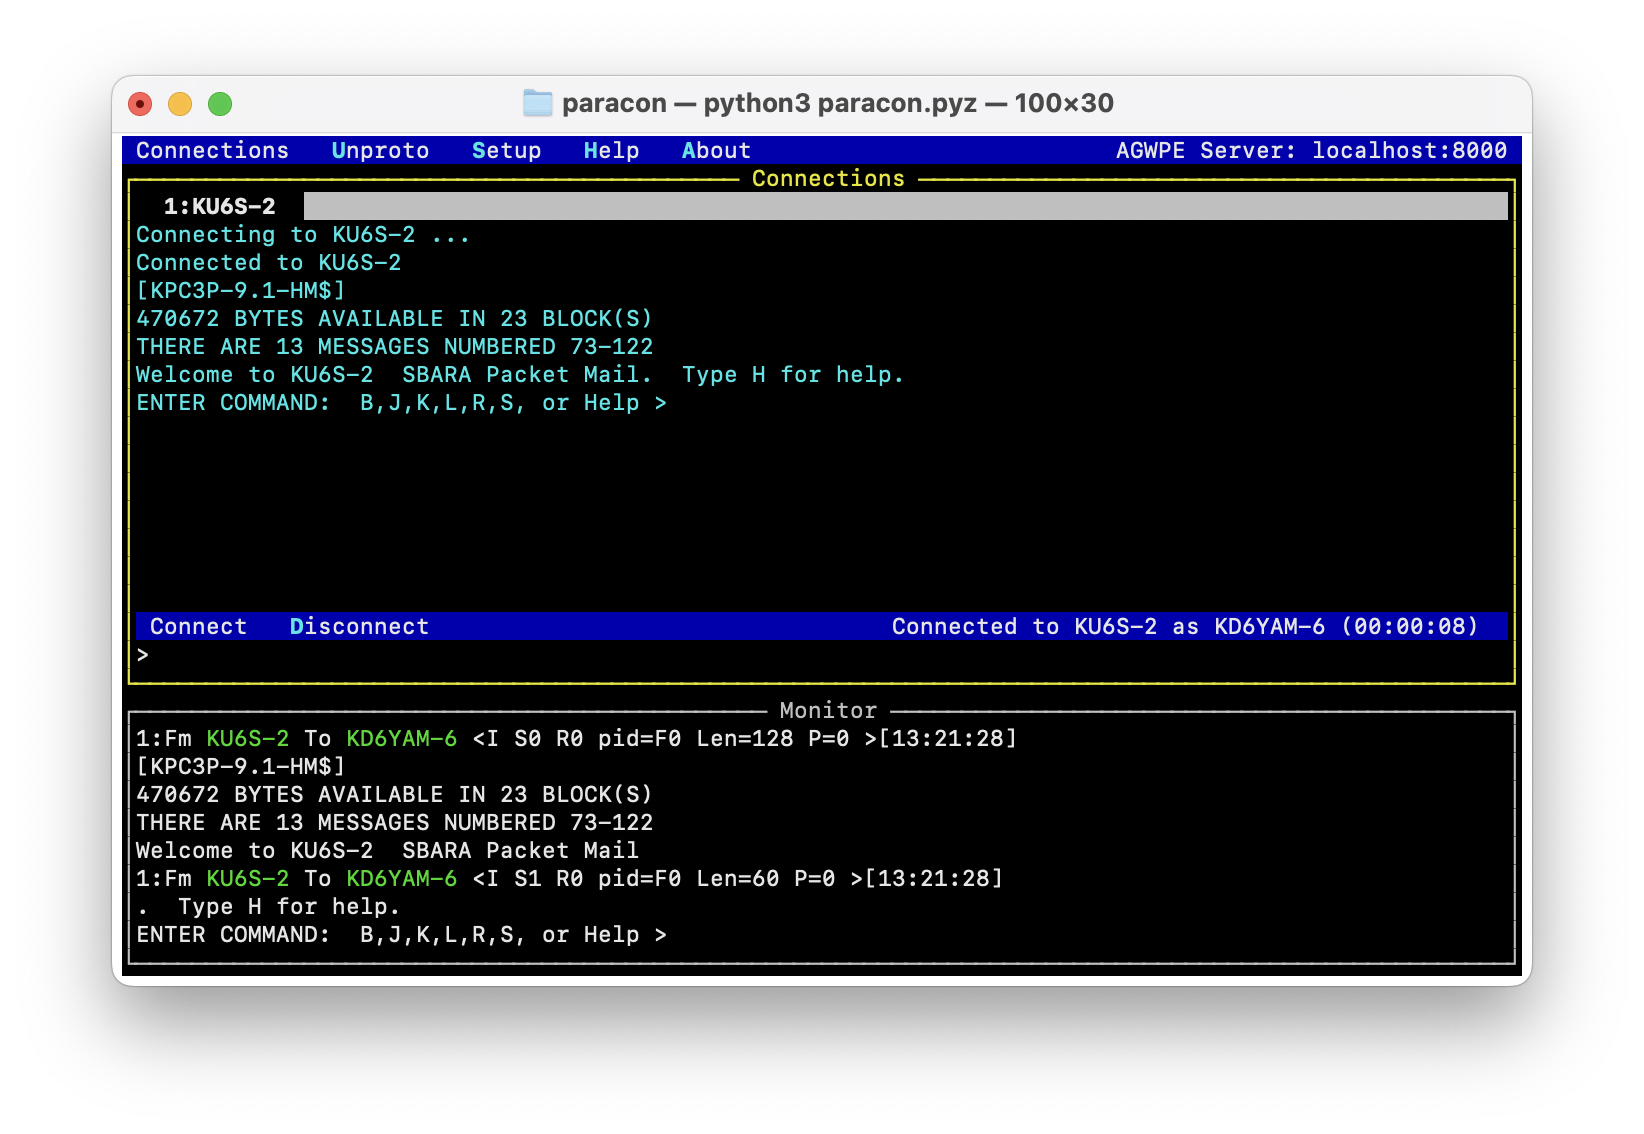 paracon — python3 paracon.pyz — 100×30
Connections Unproto Setup Help About AGWPE Server: localhost:8000
Connections
1:KU6S-2
Connecting to KU6S-2 ...
Connected to KU6S-2
[KPC3P-9.1-HM$]
470672 BYTES AVAILABLE IN 23 BLOCK(S)
THERE ARE 13 MESSAGES NUMBERED 73-122
Welcome to KU6S-2  SBARA Packet Mail.  Type H for help.
ENTER COMMAND:  B,J,K,L,R,S, or Help >
Connect Disconnect Connected to KU6S-2 as KD6YAM-6 (00:00:08)
>
Monitor
1:Fm KU6S-2 To KD6YAM-6 <I S0 R0 pid=F0 Len=128 P=0 >[13:21:28]
[KPC3P-9.1-HM$]
470672 BYTES AVAILABLE IN 23 BLOCK(S)
THERE ARE 13 MESSAGES NUMBERED 73-122
Welcome to KU6S-2  SBARA Packet Mail
1:Fm KU6S-2 To KD6YAM-6 <I S1 R0 pid=F0 Len=60 P=0 >[13:21:28]
.  Type H for help.
ENTER COMMAND:  B,J,K,L,R,S, or Help >